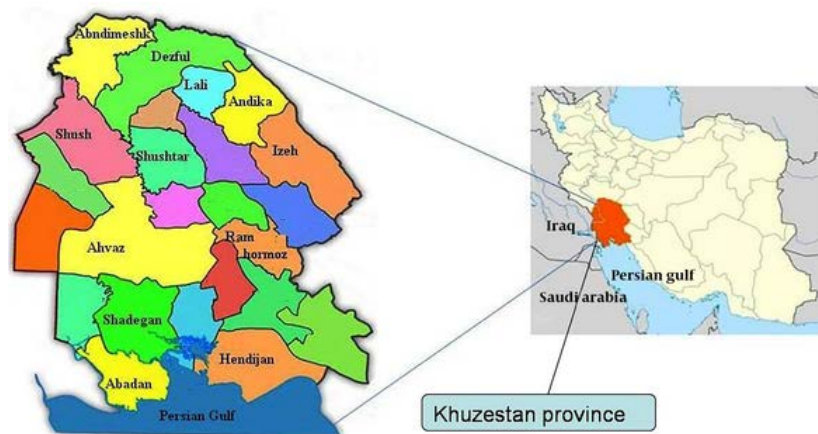 Abndimeshk
Dezful
Lali
Andika
Shush
Shushtar
Izeh
Ahvaz
Ram
hormoz
Shadegan
Hendijan
Abadan
Persian Gulf
Iraq
Persian gulf
Saudi arabia
Khuzestan province